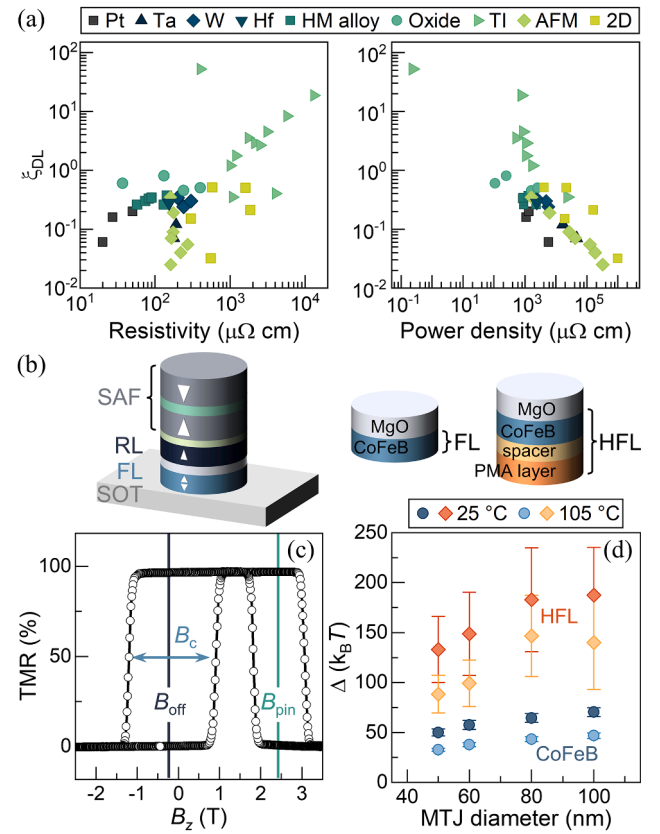 (a)
Pt Ta W Hf HM alloy Oxide TI AFM 2D
ξDL
10²
10¹
10⁰
10⁻¹
10⁻²
10¹ 10² 10³ 10⁴
Resistivity (μΩ cm)
10²
10¹
10⁰
10⁻¹
10⁻²
10⁻¹ 10¹ 10³ 10⁵
Power density (μΩ cm)
(b)
SAF
RL
FL
SOT
MgO
CoFeB
FL
MgO
CoFeB
spacer
PMA layer
HFL
(c)
TMR (%)
100
50
0
Bc
Boff
Bpin
-2 -1 0 1 2 3
Bz (T)
25 °C 105 °C
(d)
Δ (kBT)
250
200
150
100
50
0
HFL
CoFeB
40 60 80 100
MTJ diameter (nm)